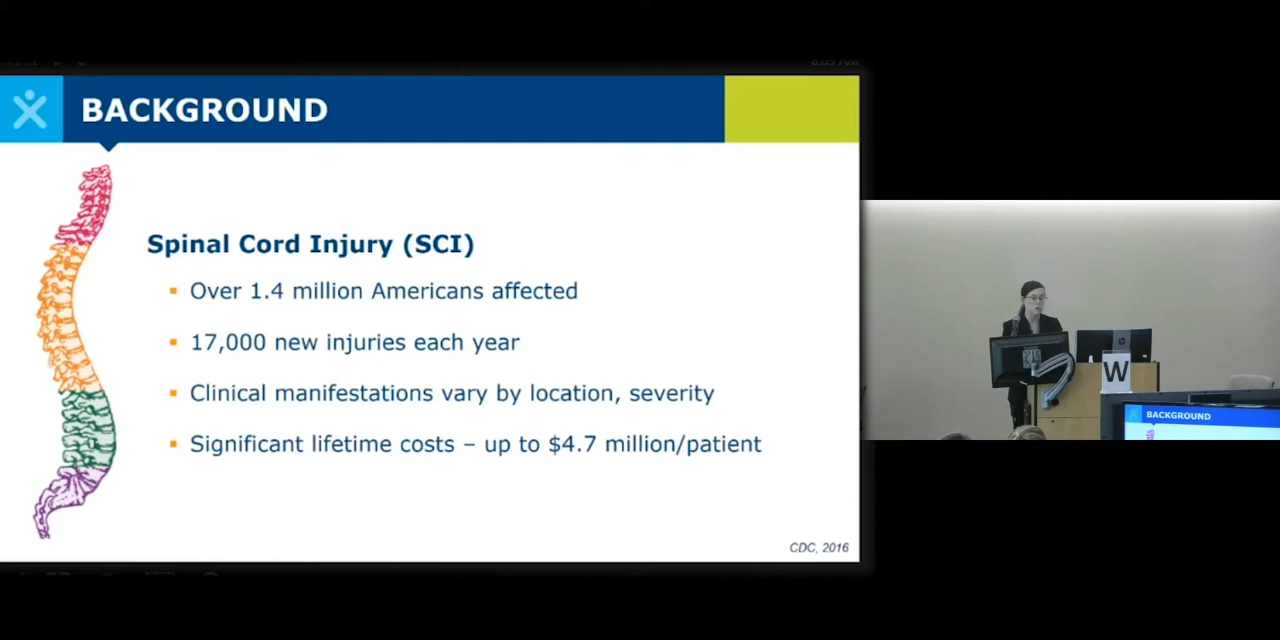 BACKGROUND
Spinal Cord Injury (SCI)
▪ Over 1.4 million Americans affected
▪ 17,000 new injuries each year
▪ Clinical manifestations vary by location, severity
▪ Significant lifetime costs – up to $4.7 million/patient
CDC, 2016
W
BACKGROUND